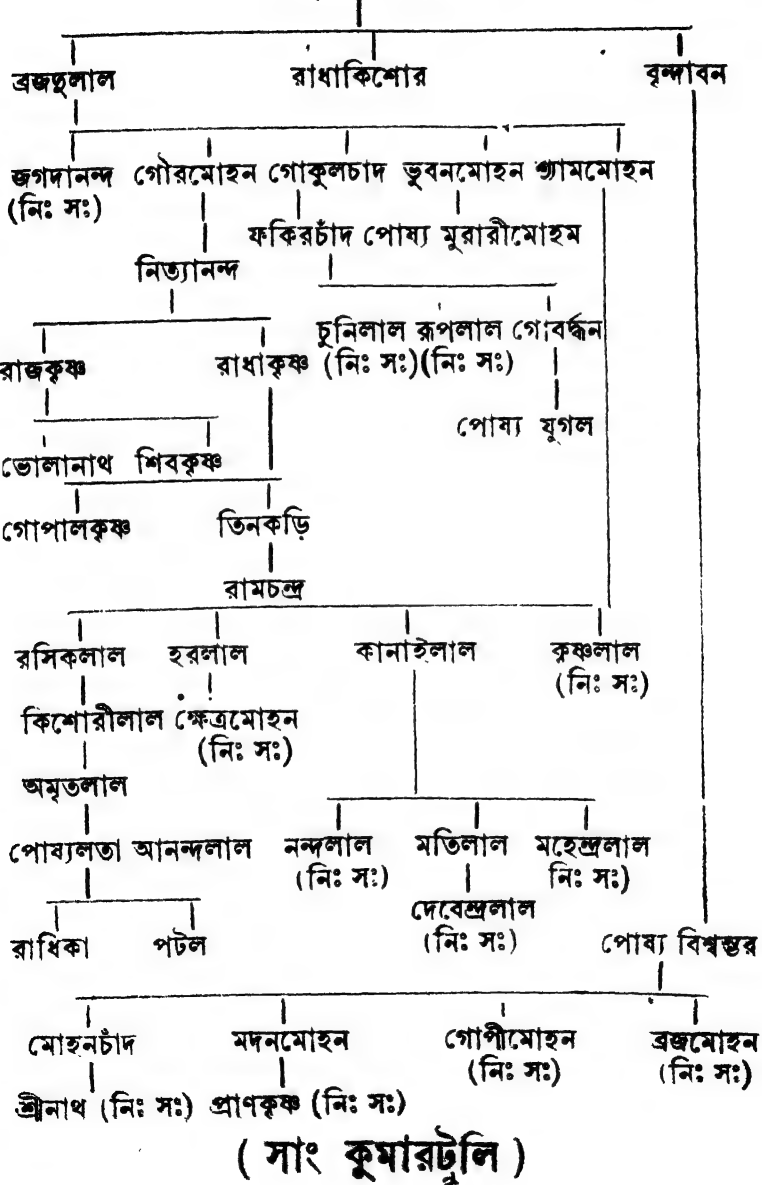 ব্রজদুলাল রাধাকিশোর বৃন্দাবন
জগদানন্দ গৌরমোহন গোকুলচাদ ভুবনমোহন শ্যামমোহন
(নিঃ সঃ)
ফকিরচাঁদ পোষ্য মুরারীমোহম
নিত্যানন্দ
চুনিলাল রূপলাল গোবর্দ্ধন
রাজকৃষ্ণ রাধাকৃষ্ণ (নিঃ সঃ)(নিঃ সঃ)
পোষ্য যুগল
ভোলানাথ শিবকৃষ্ণ
গোপালকৃষ্ণ তিনকড়ি
রামচন্দ্র
রসিকলাল হরলাল কানাইলাল কৃষ্ণলাল
(নিঃ সঃ)
কিশোরীলাল ক্ষেত্রমোহন
(নিঃ সঃ)
অমৃতলাল
পোষ্যলতা আনন্দলাল নন্দলাল মতিলাল মহেন্দ্রলাল
(নিঃ সঃ) নিঃ সঃ)
দেবেন্দ্রলাল
রাধিকা পটল (নিঃ সঃ) পোষ্য বিশ্বম্ভর
মোহনচাঁদ মদনমোহন গোপীমোহন ব্রজমোহন
(নিঃ সঃ) (নিঃ সঃ)
শ্রীনাথ (নিঃ সঃ) প্রাণকৃষ্ণ (নিঃ সঃ)
( সাং কুমারটুলি )